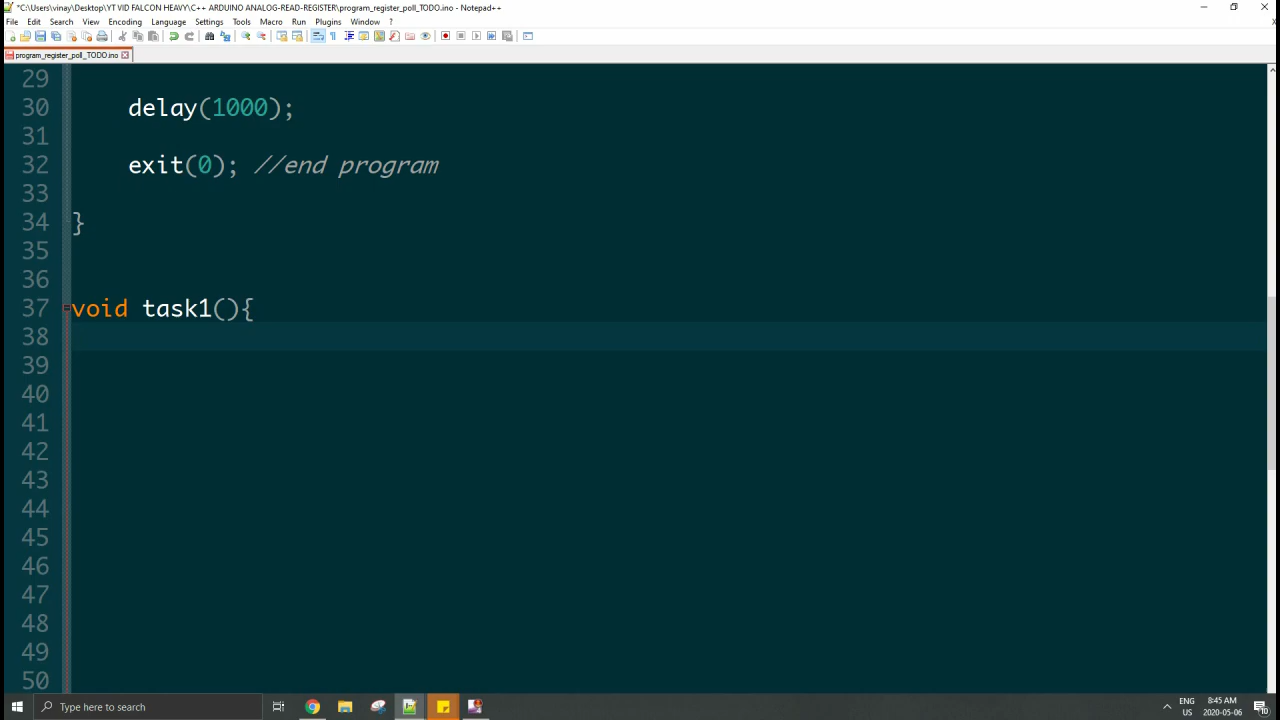 *C:\Users\vinay\Desktop\YT VID FALCON HEAVY\C++ ARDUINO ANALOG-READ-REGISTER\program_register_poll_TODO.ino - Notepad++
File Edit Search View Encoding Language Settings Tools Macro Run Plugins Window ?
X
program_register_poll_TODO.ino
29
30 delay(1000);
31
32 exit(0); //end program
33
34 }
35
36
37 void task1(){
38
39
40
41
42
43
44
45
46
47
48
49
50
Type here to search
ENG
US
8:45 AM
2020-05-06
10